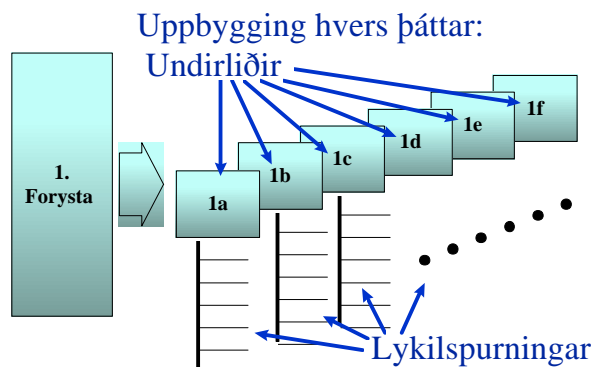 Uppbygging hvers þáttar:
Undirliðir
1.
Forysta
1a
1b
1c
1d
1e
1f
Lykilspurningar